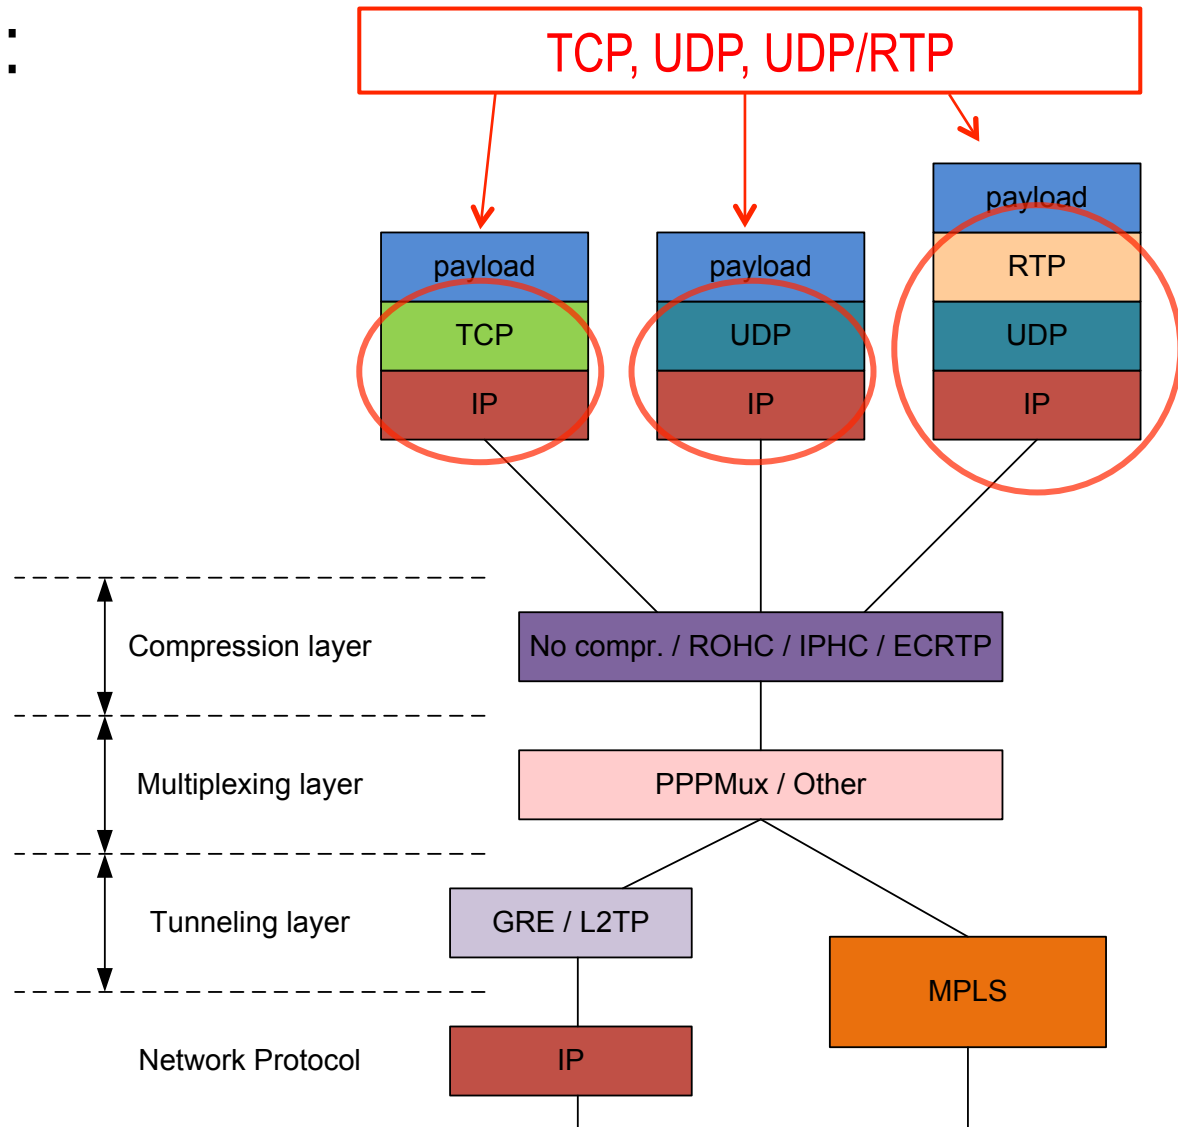 :
TCP, UDP, UDP/RTP
payload
TCP
IP
payload
UDP
IP
payload
RTP
UDP
IP
Compression layer
No compr. / ROHC / IPHC / ECRTP
Multiplexing layer
PPPMux / Other
Tunneling layer
GRE / L2TP
MPLS
Network Protocol
IP